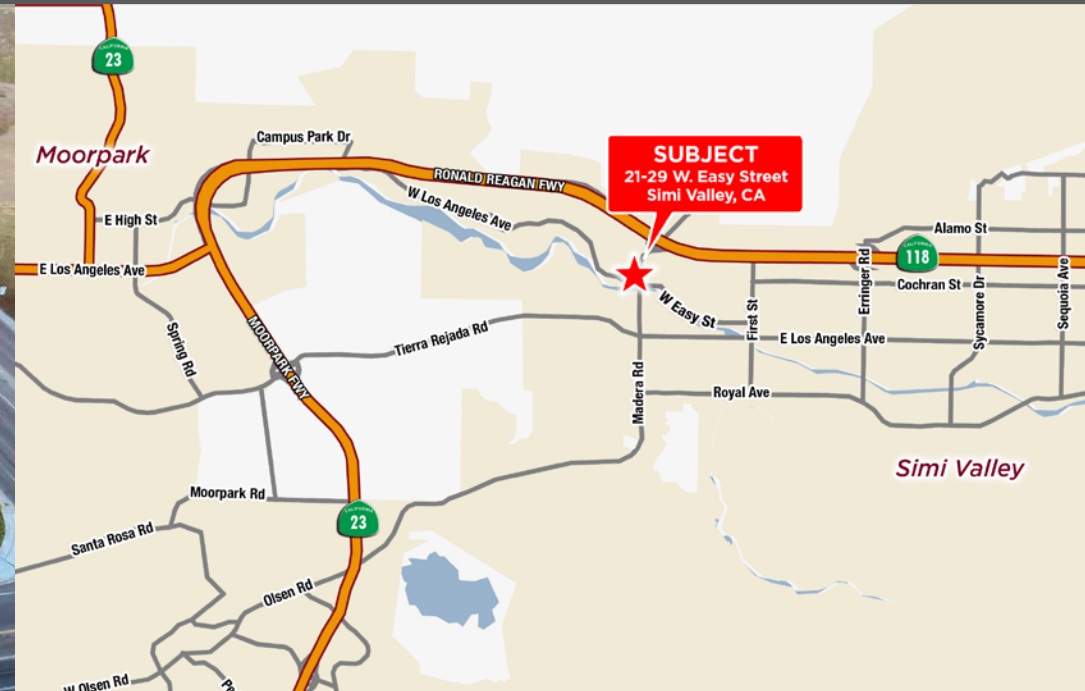 CALIFORNIA
23
Moorpark
Campus Park Dr
SUBJECT
21-29 W. Easy Street
Simi Valley, CA
RONALD REAGAN FWY
W Los Angeles Ave
E High St
Alamo St
CALIFORNIA
118
E Los Angeles Ave
Erringer Rd
Cochran St
Sycamore Dr
Sequoia Ave
W Easy St
First St
Spring Rd
MOORPARK FWY
Tierra Rejada Rd
E Los Angeles Ave
Madera Rd
Royal Ave
Simi Valley
Moorpark Rd
CALIFORNIA
23
Santa Rosa Rd
Olsen Rd
W Olsen Rd